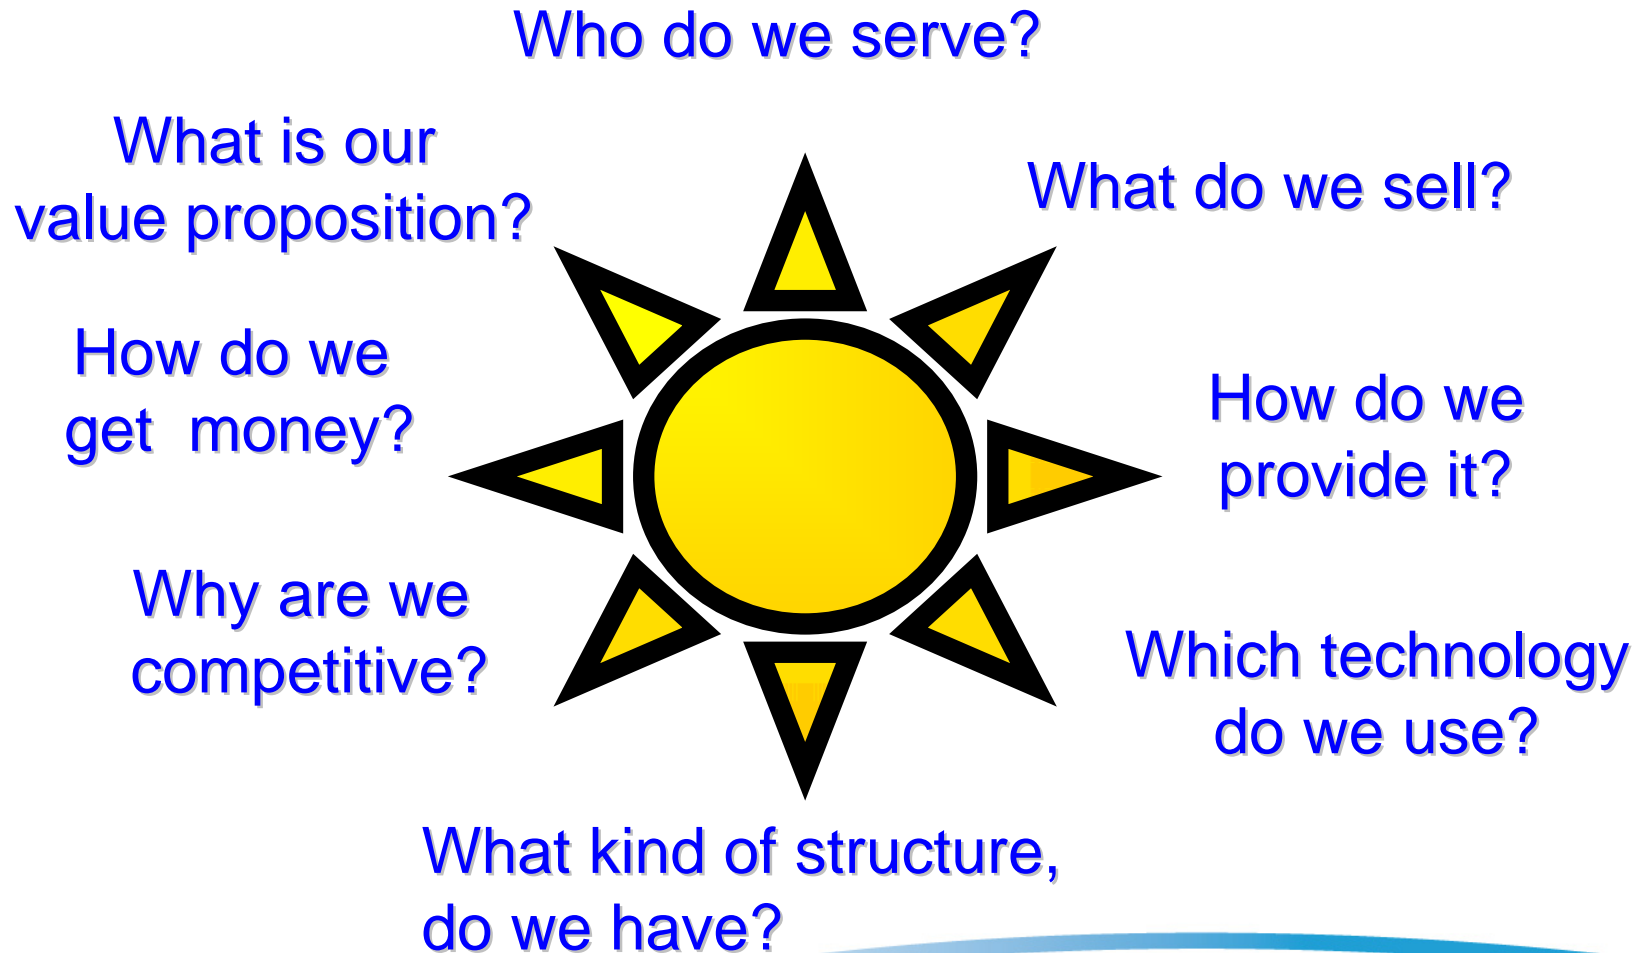 Who do we serve?
What is our
value proposition?
What do we sell?
How do we
get  money?
How do we
provide it?
Why are we
competitive?
Which technology
do we use?
What kind of structure,
do we have?